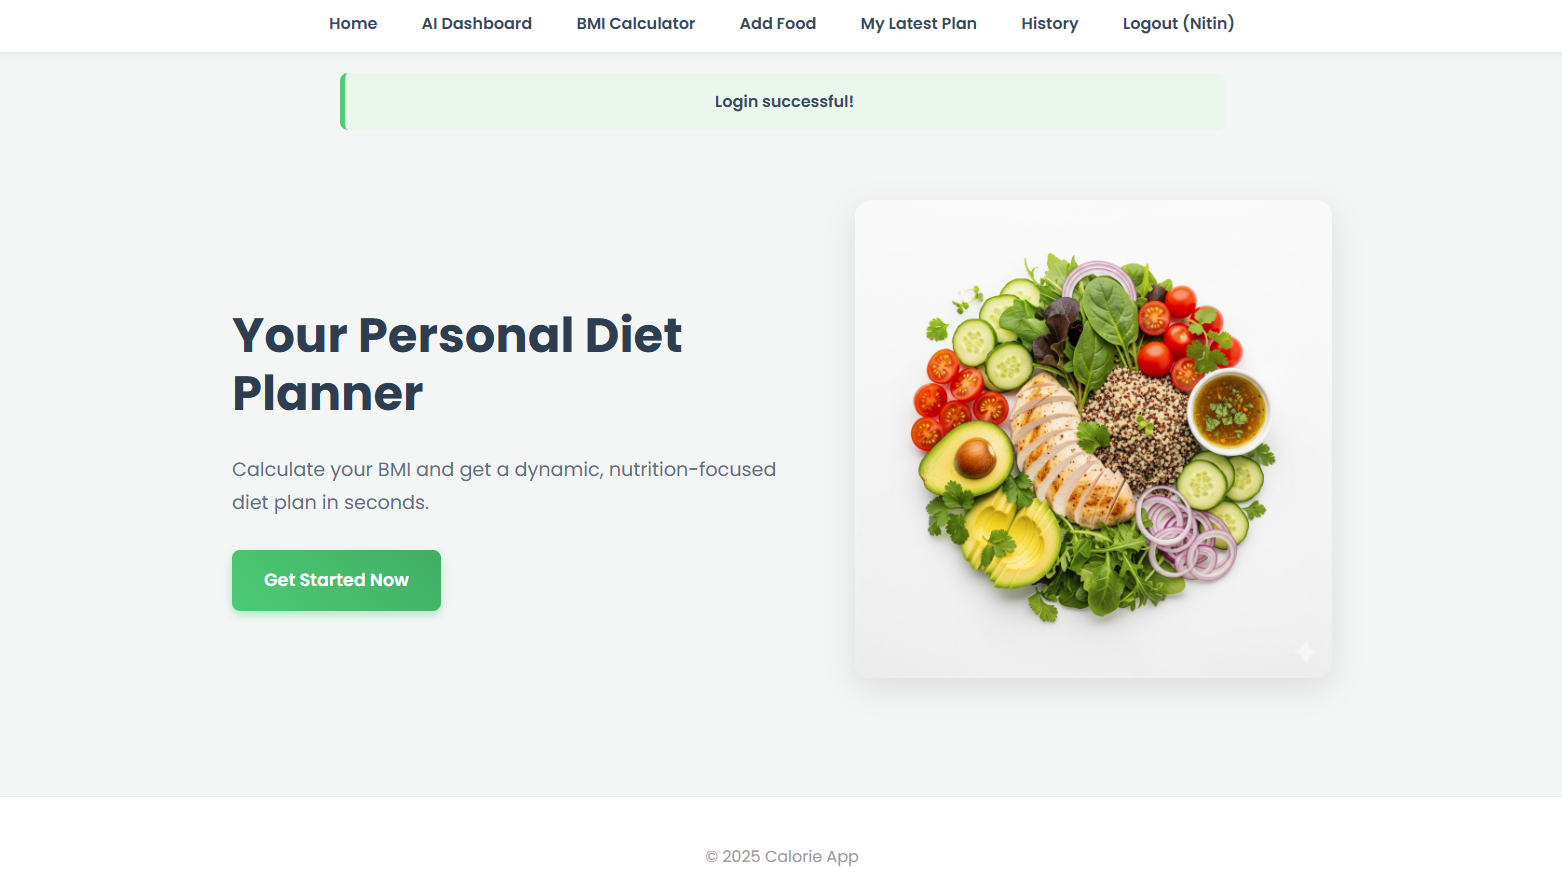 Home AI Dashboard BMI Calculator Add Food My Latest Plan History Logout (Nitin)
Login successful!
Your Personal Diet
Planner
Calculate your BMI and get a dynamic, nutrition-focused
diet plan in seconds.
Get Started Now
© 2025 Calorie App